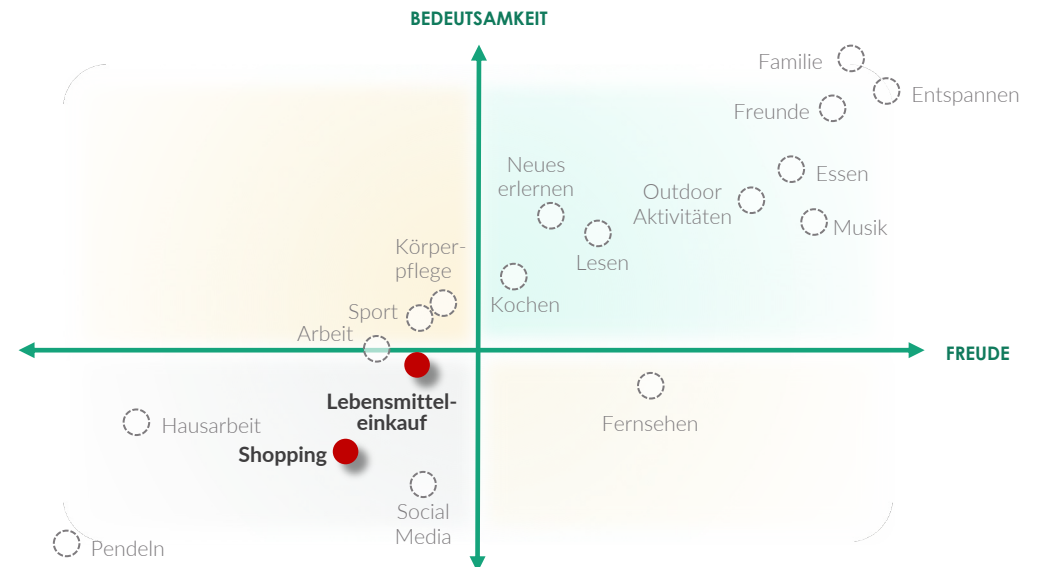 BEDEUTSAMKEIT
Familie
Entspannen
Freunde
Neues
erlernen
Essen
Outdoor
Aktivitäten
Musik
Körper-
pflege
Lesen
Kochen
Sport
Arbeit
FREUDE
Lebensmittel-
einkauf
Fernsehen
Hausarbeit
Shopping
Social
Media
Pendeln